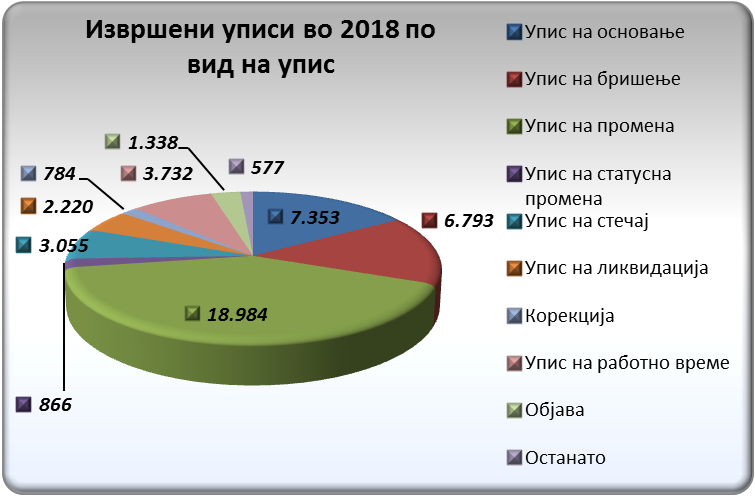 Извршени уписи во 2018 по
вид на упис
1.338
577
784
3.732
7.353
6.793
2.220
3.055
18.984
866
Упис на основање
Упис на бришење
Упис на промена
Упис на статусна
промена
Упис на стечај
Упис на ликвидација
Корекција
Упис на работно време
Објава
Останато